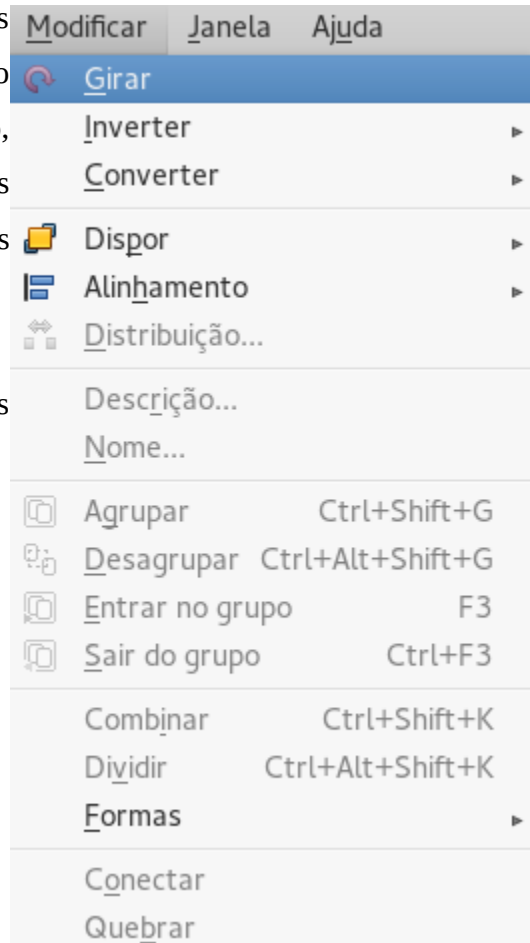 Modificar Janela Ajuda
Girar
Inverter
Converter
Dispor
Alinhamento
Distribuição...
Descrição...
Nome...
Agrupar Ctrl+Shift+G
Desagrupar Ctrl+Alt+Shift+G
Entrar no grupo F3
Sair do grupo Ctrl+F3
Combinar Ctrl+Shift+K
Dividir Ctrl+Alt+Shift+K
Formas
Conectar
Quebrar